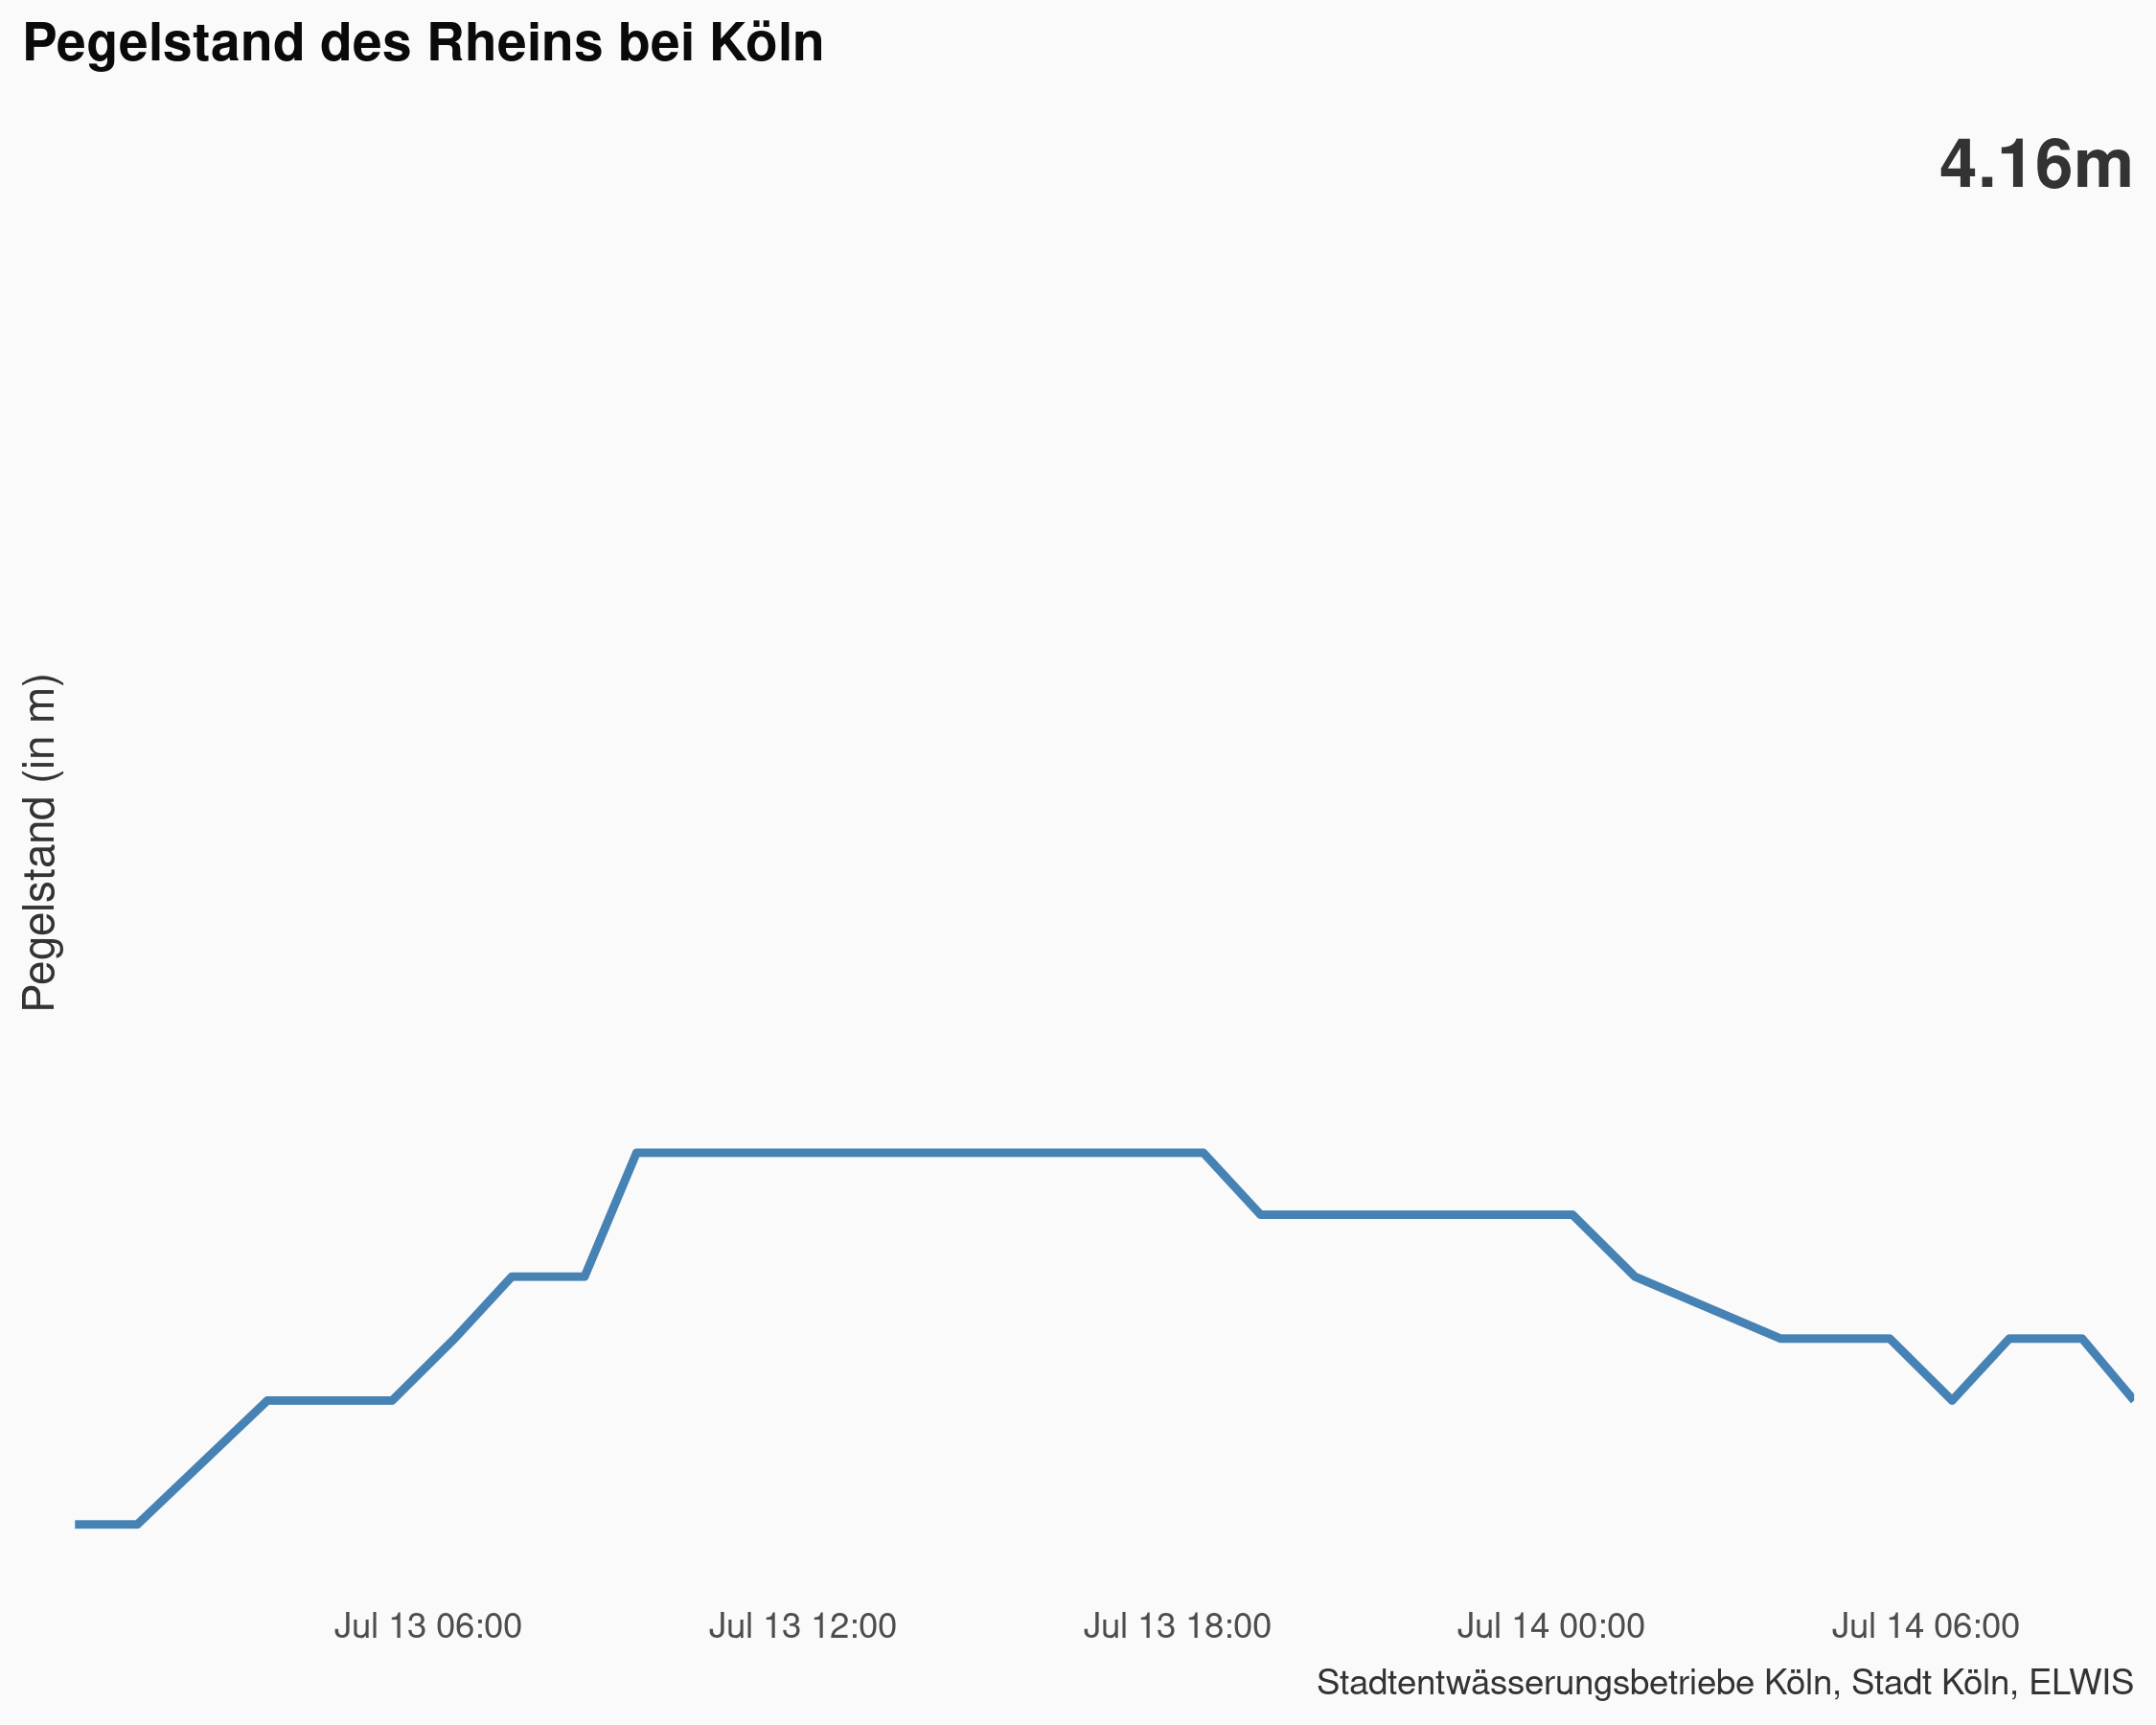 Pegelstand des Rheins bei Köln
4.16m
Pegelstand (in m)
Jul 13 06:00
Jul 13 12:00
Jul 13 18:00
Jul 14 00:00
Jul 14 06:00
Stadtentwässerungsbetriebe Köln, Stadt Köln, ELWIS